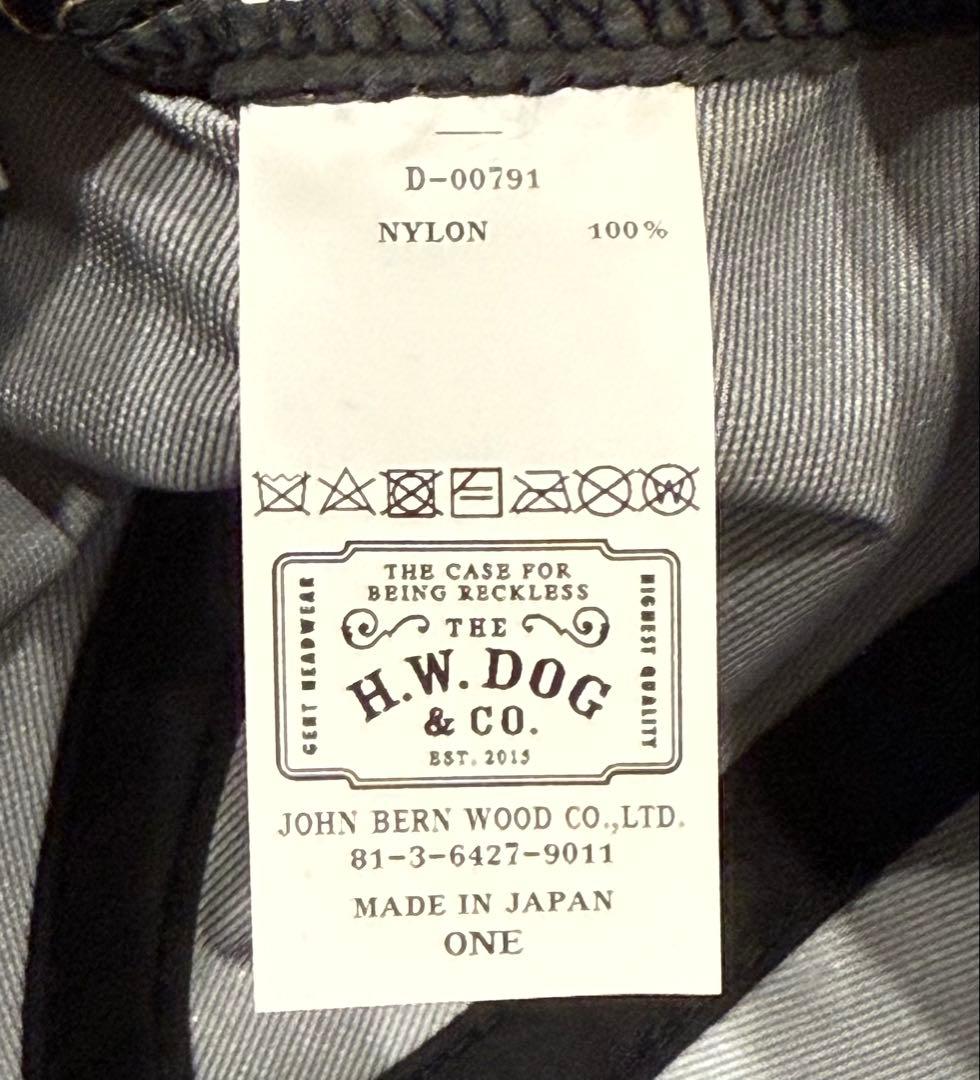 D-00791
NYLON 100%
W
THE CASE FOR
BEING RECKLESS
THE
H.W. DOG
& CO.
EST. 2015
GENT HEADWEAR
HIGHEST QUALITY
JOHN BERN WOOD CO.,LTD.
81-3-6427-9011
MADE IN JAPAN
ONE